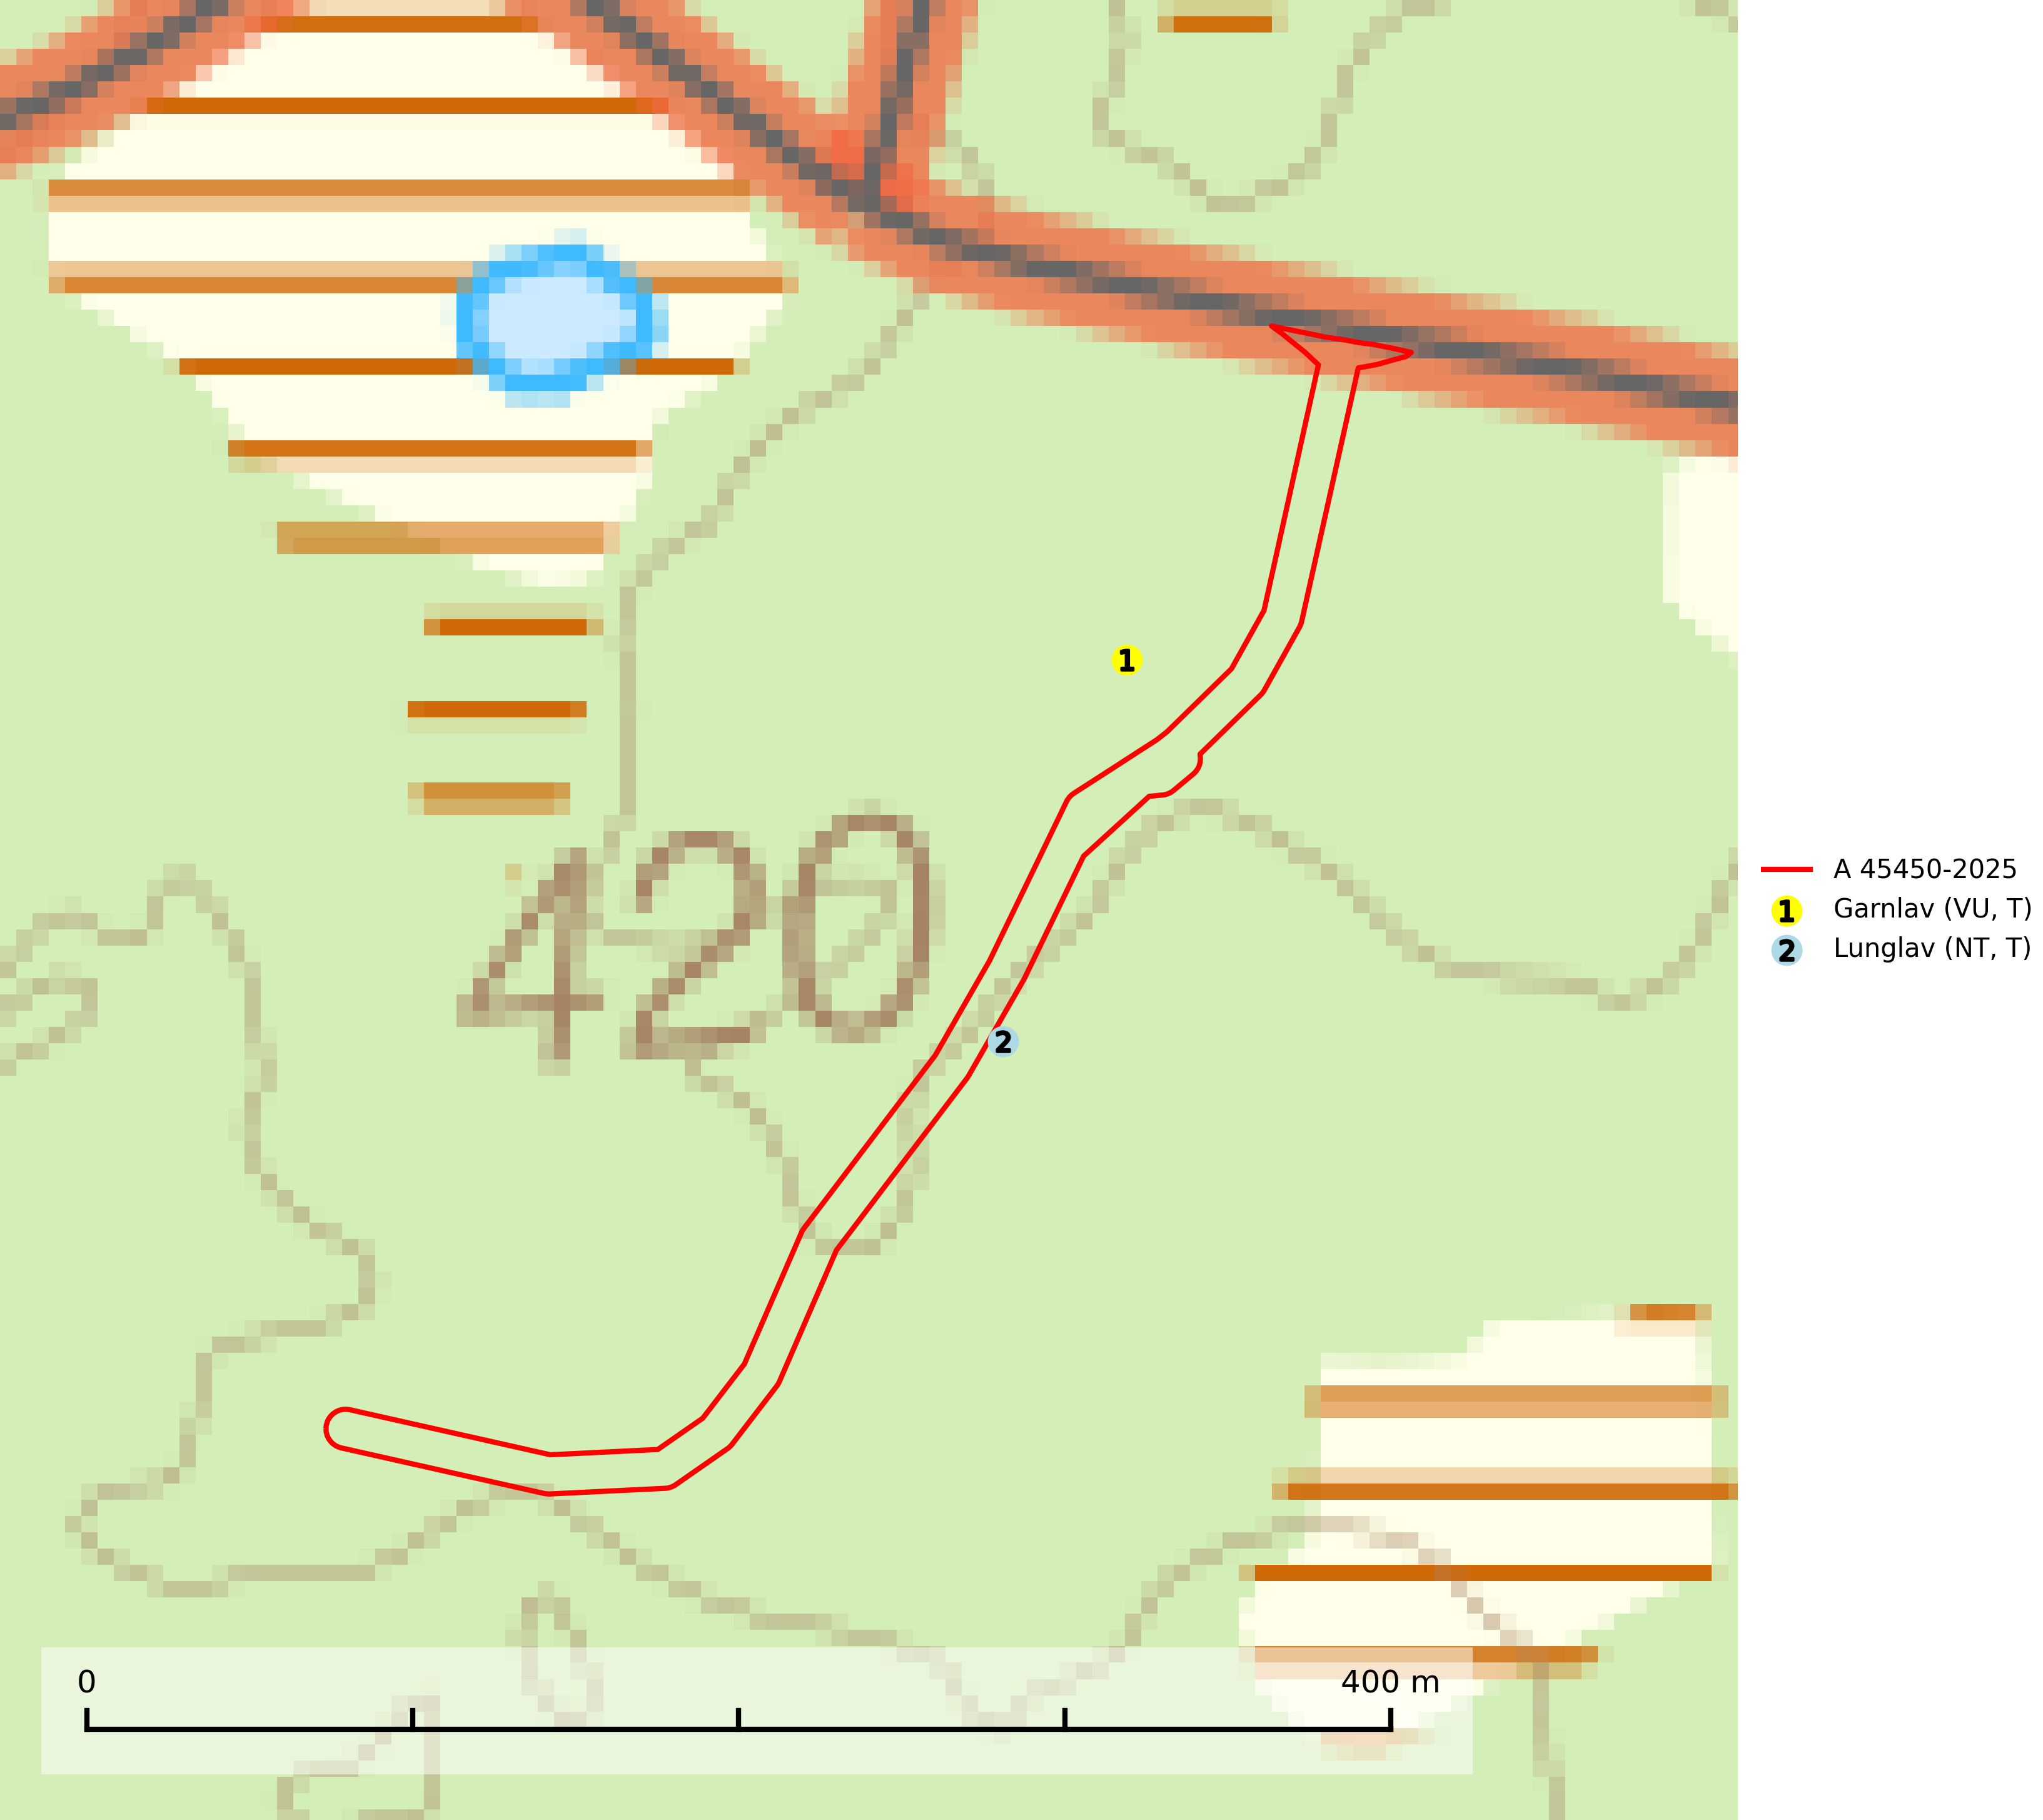 1
420
2
A 45450-2025
1 Garnlav (VU, T)
2 Lunglav (NT, T)
0 400 m